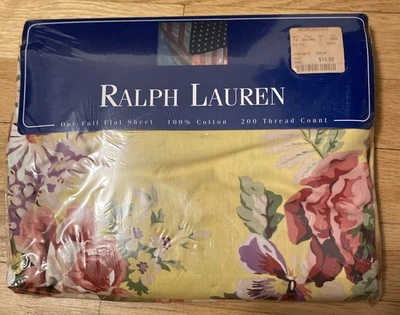 $14.99
RALPH LAUREN
One Full Flat Sheet 100% Cotton 200 Thread Count